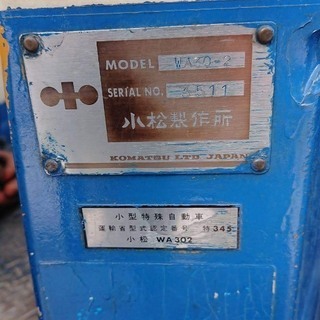 MODEL WA30-2
SERIAL NO. 6511
小松製作所
KOMATSU LTD JAPAN
小型特殊自動車
運輸省型式認定番号 特345
小松 WA302